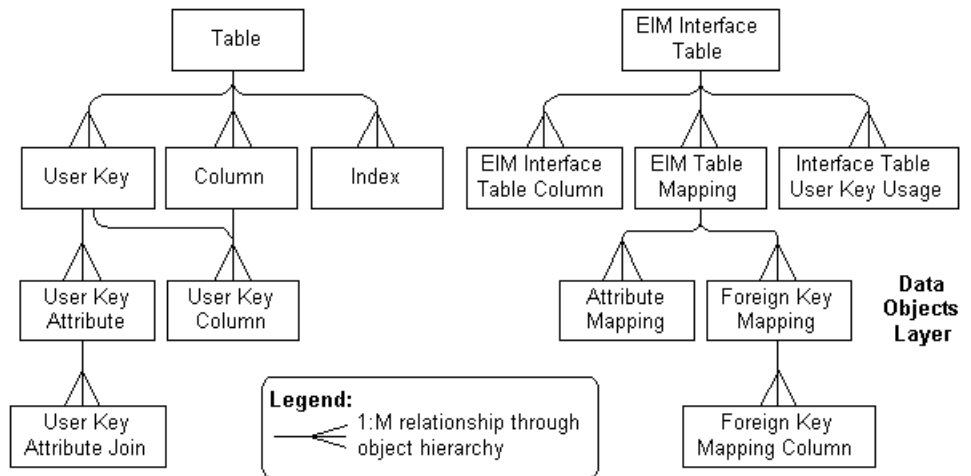 Table
EIM Interface
Table
User Key
Column
Index
EIM Interface
Table Column
EIM Table
Mapping
Interface Table
User Key Usage
User Key
Attribute
User Key
Column
Attribute
Mapping
Foreign Key
Mapping
Data
Objects
Layer
User Key
Attribute Join
Legend:
1:M relationship through
object hierarchy
Foreign Key
Mapping Column